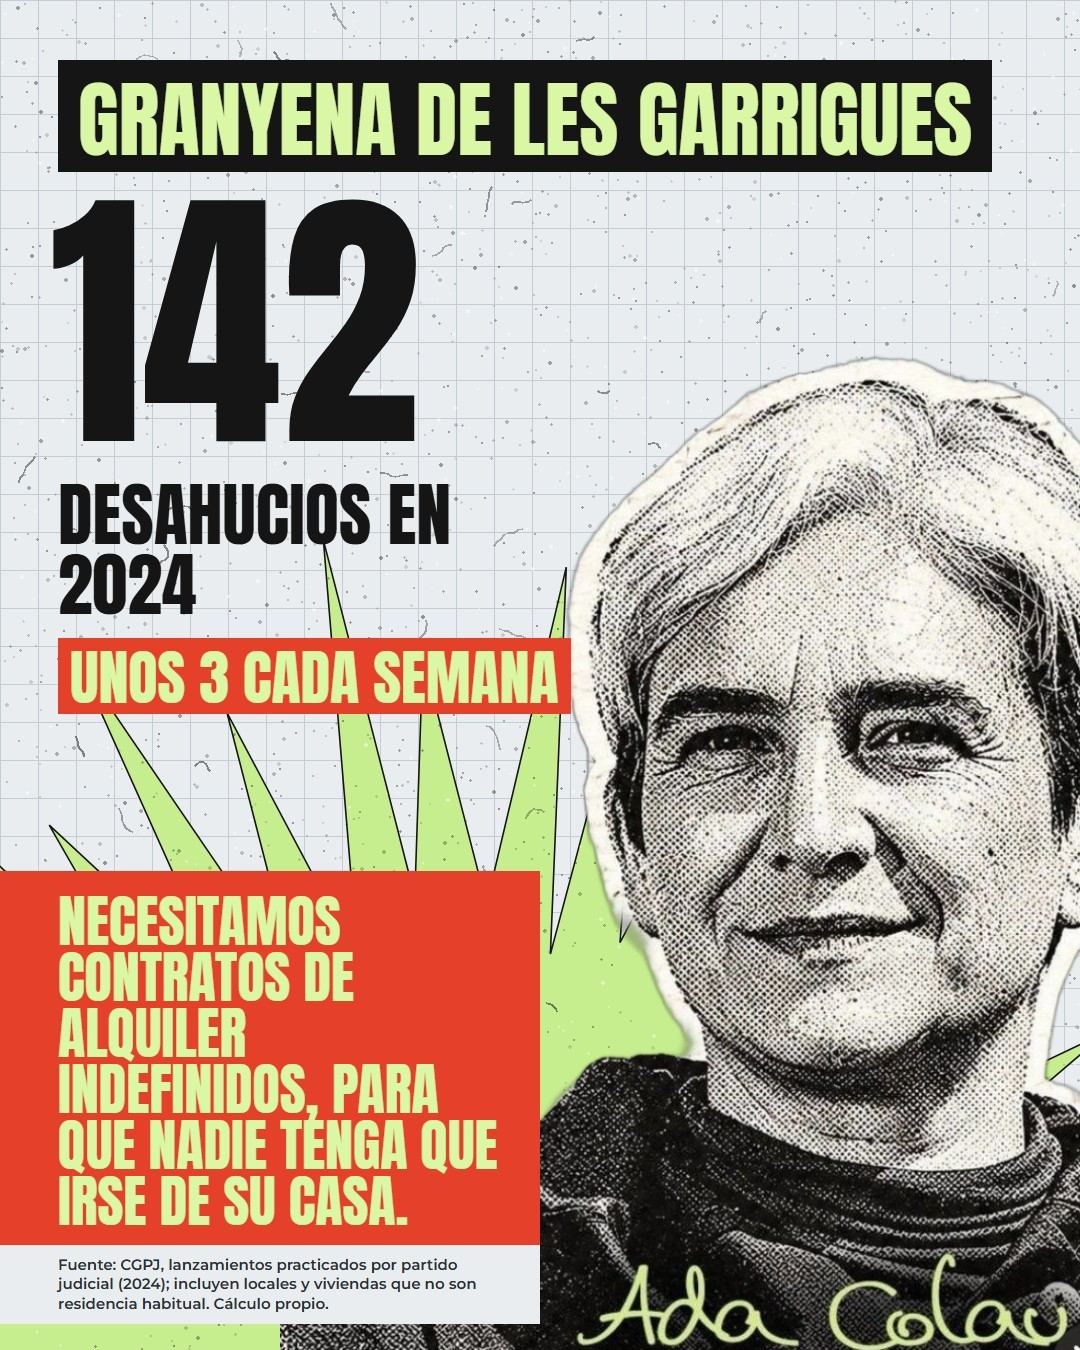 GRANYENA DE LES GARRIGUES
142
DESAHUCIOS EN
2024
UNOS 3 CADA SEMANA
NECESITAMOS
CONTRATOS DE
ALQUILER
INDEFINIDOS, PARA
QUE NADIE TENGA QUE
IRSE DE SU CASA.
Fuente: CGPJ, lanzamientos practicados por partido
judicial (2024); incluyen locales y viviendas que no son
residencia habitual. Cálculo propio.
Ada Colau